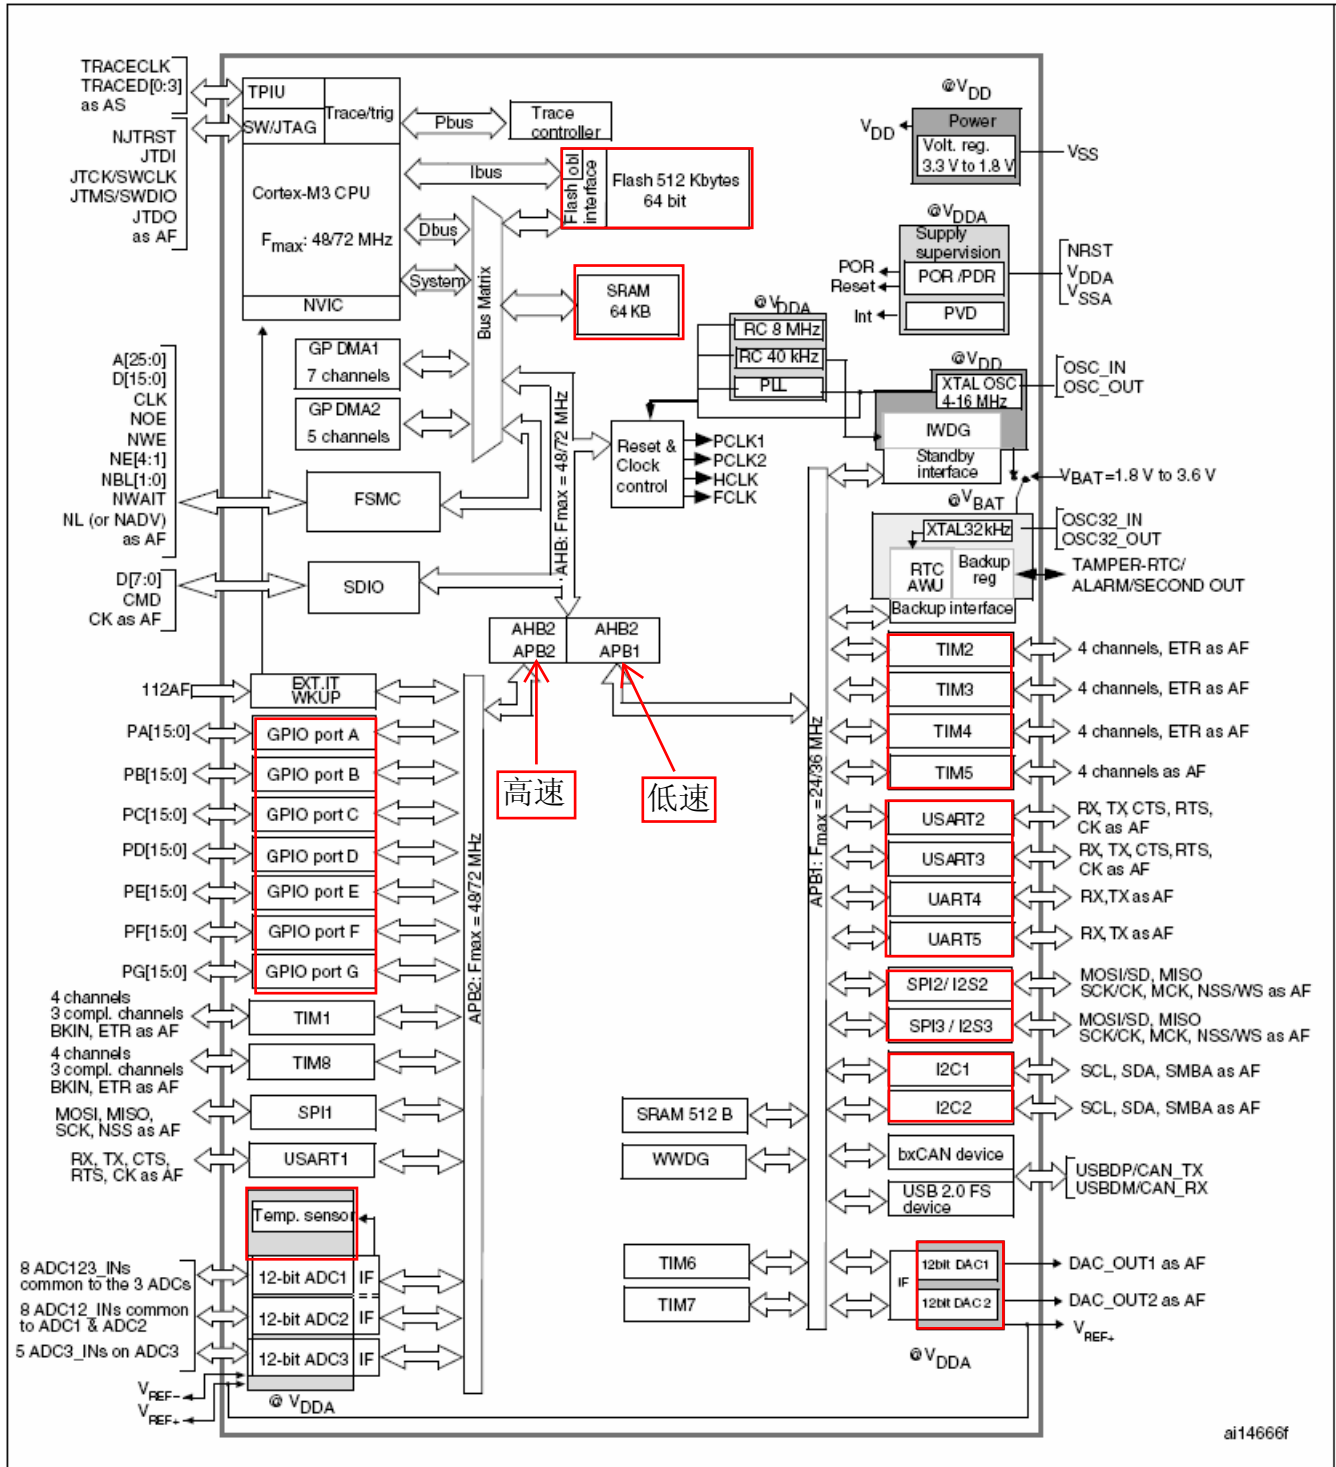 TRACECLK
TRACED[0:3]
as AS
NJTRST
JTDI
JTCK/SWCLK
JTMS/SWDIO
JTDO
as AF
TPIU
SW/JTAG
Trace/trig
Pbus
Trace
controller
Cortex-M3 CPU
Fmax: 48/72 MHz
NVIC
Ibus
Dbus
System
Bus Matrix
Flash obl
interface
Flash 512 Kbytes
64 bit
SRAM
64 KB
@VDD
Power
VDD
Volt. reg.
3.3 V to 1.8 V
VSS
@VDDA
Supply
supervision
POR
Reset
POR /PDR
Int
PVD
NRST
VDDA
VSSA
@VDDA
RC 8 MHz
RC 40 kHz
PLL
@VDD
XTAL OSC
4-16 MHz
OSC_IN
OSC_OUT
IWDG
Standby
interface
VBAT=1.8 V to 3.6 V
GP DMA1
7 channels
GP DMA2
5 channels
A[25:0]
D[15:0]
CLK
NOE
NWE
NE[4:1]
NBL[1:0]
NWAIT
NL (or NADV)
as AF
FSMC
D[7:0]
CMD
CK as AF
SDIO
AHB: Fmax = 48/72 MHz
Reset &
Clock
control
PCLK1
PCLK2
HCLK
FCLK
@VBAT
XTAL32kHz
OSC32_IN
OSC32_OUT
RTC
AWU
Backup
reg
TAMPER-RTC/
ALARM/SECOND OUT
Backup interface
AHB2
APB2
AHB2
APB1
高速
低速
112AF
EXT.IT
WKUP
PA[15:0]
GPIO port A
PB[15:0]
GPIO port B
PC[15:0]
GPIO port C
PD[15:0]
GPIO port D
PE[15:0]
GPIO port E
PF[15:0]
GPIO port F
PG[15:0]
GPIO port G
4 channels
3 compl. channels
BKIN, ETR as AF
TIM1
4 channels
3 compl. channels
BKIN, ETR as AF
TIM8
MOSI, MISO,
SCK, NSS as AF
SPI1
RX, TX, CTS,
RTS, CK as AF
USART1
Temp. sensor
8 ADC123_INs
common to the 3 ADCs
12-bit ADC1 IF
8 ADC12_INs common
to ADC1 & ADC2
12-bit ADC2 IF
5 ADC3_INs on ADC3
12-bit ADC3 IF
VREF-
VREF+
@ VDDA
APB2: Fmax = 48/72 MHz
APB1: Fmax = 24/36 MHz
TIM2
4 channels, ETR as AF
TIM3
4 channels, ETR as AF
TIM4
4 channels, ETR as AF
TIM5
4 channels as AF
USART2
RX, TX, CTS, RTS,
CK as AF
USART3
RX, TX, CTS, RTS,
CK as AF
UART4
RX,TX as AF
UART5
RX, TX as AF
SPI2/ I2S2
MOSI/SD, MISO
SCK/CK, MCK, NSS/WS as AF
SPI3 / I2S3
MOSI/SD, MISO
SCK/CK, MCK, NSS/WS as AF
I2C1
SCL, SDA, SMBA as AF
I2C2
SCL, SDA, SMBA as AF
SRAM 512 B
WWDG
bxCAN device
USB 2.0 FS
device
USBDP/CAN_TX
USBDM/CAN_RX
TIM6
TIM7
IF
12bit DAC1
DAC_OUT1 as AF
12bit DAC 2
DAC_OUT2 as AF
VREF+
@VDDA
ai14666f